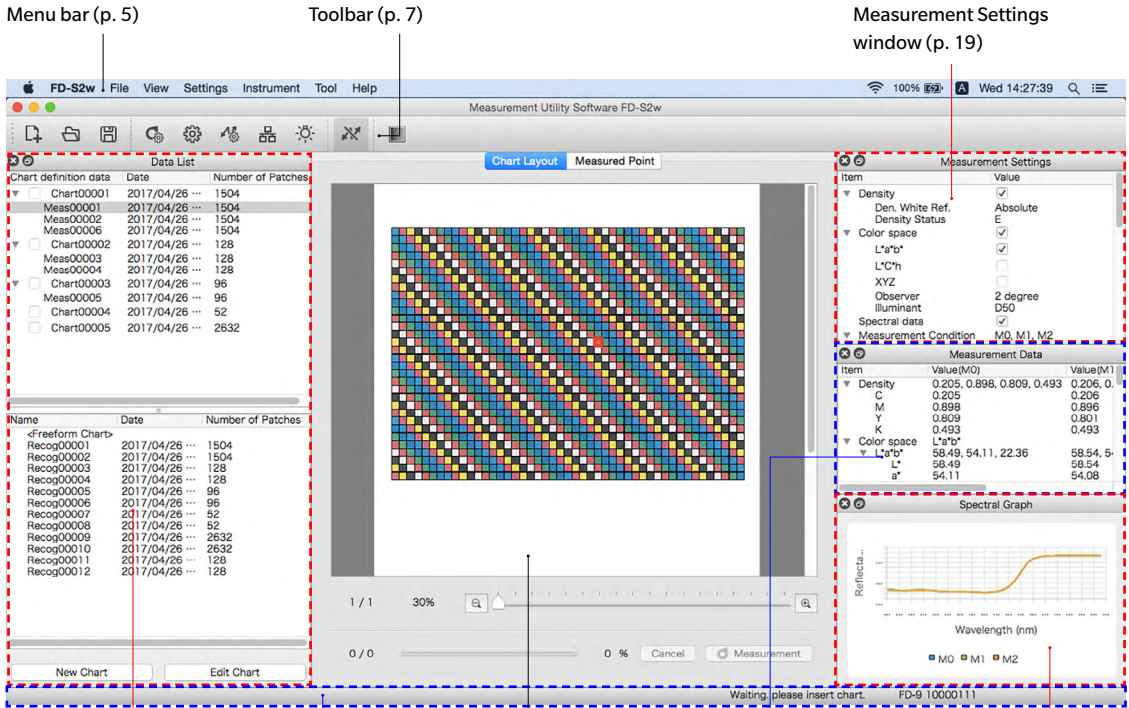 Menu bar (p. 5)
Toolbar (p. 7)
Measurement Settings
window (p. 19)
FD-S2w File View Settings Instrument Tool Help
100% A Wed 14:27:39
Measurement Utility Software FD-S2w
Data List
Chart definition data Date Number of Patches
Chart00001 2017/04/26 ··· 1504
Meas00001 2017/04/26 ··· 1504
Meas00002 2017/04/26 ··· 1504
Meas00006 2017/04/26 ··· 1504
Chart00002 2017/04/26 ··· 128
Meas00003 2017/04/26 ··· 128
Meas00004 2017/04/26 ··· 128
Chart00003 2017/04/26 ··· 96
Meas00005 2017/04/26 ··· 96
Chart00004 2017/04/26 ··· 52
Chart00005 2017/04/26 ··· 2632
Name Date Number of Patches
<Freeform Chart>
Recog00001 2017/04/26 ··· 1504
Recog00002 2017/04/26 ··· 1504
Recog00003 2017/04/26 ··· 128
Recog00004 2017/04/26 ··· 128
Recog00005 2017/04/26 ··· 96
Recog00006 2017/04/26 ··· 96
Recog00007 2017/04/26 ··· 52
Recog00008 2017/04/26 ··· 52
Recog00009 2017/04/26 ··· 2632
Recog00010 2017/04/26 ··· 2632
Recog00011 2017/04/26 ··· 128
Recog00012 2017/04/26 ··· 128
New Chart Edit Chart
Chart Layout Measured Point
1 / 1 30%
0 / 0 0 % Cancel Measurement
Measurement Settings
Item Value
Density
Den. White Ref. Absolute
Density Status E
Color space
L*a*b*
L*C*h
XYZ
Observer 2 degree
Illuminant D50
Spectral data
Measurement Condition M0, M1, M2
Measurement Data
Item Value(M0) Value(M1
Density 0.205, 0.898, 0.809, 0.493 0.206, 0.
C 0.205 0.206
M 0.898 0.896
Y 0.809 0.801
K 0.493 0.493
Color space L*a*b*
L*a*b* 58.49, 54.11, 22.36 58.54, 54
L* 58.49 58.54
a* 54.11 54.08
Spectral Graph
Reflecta...
Wavelength (nm)
M0 M1 M2
Waiting. please insert chart. FD-9 10000111